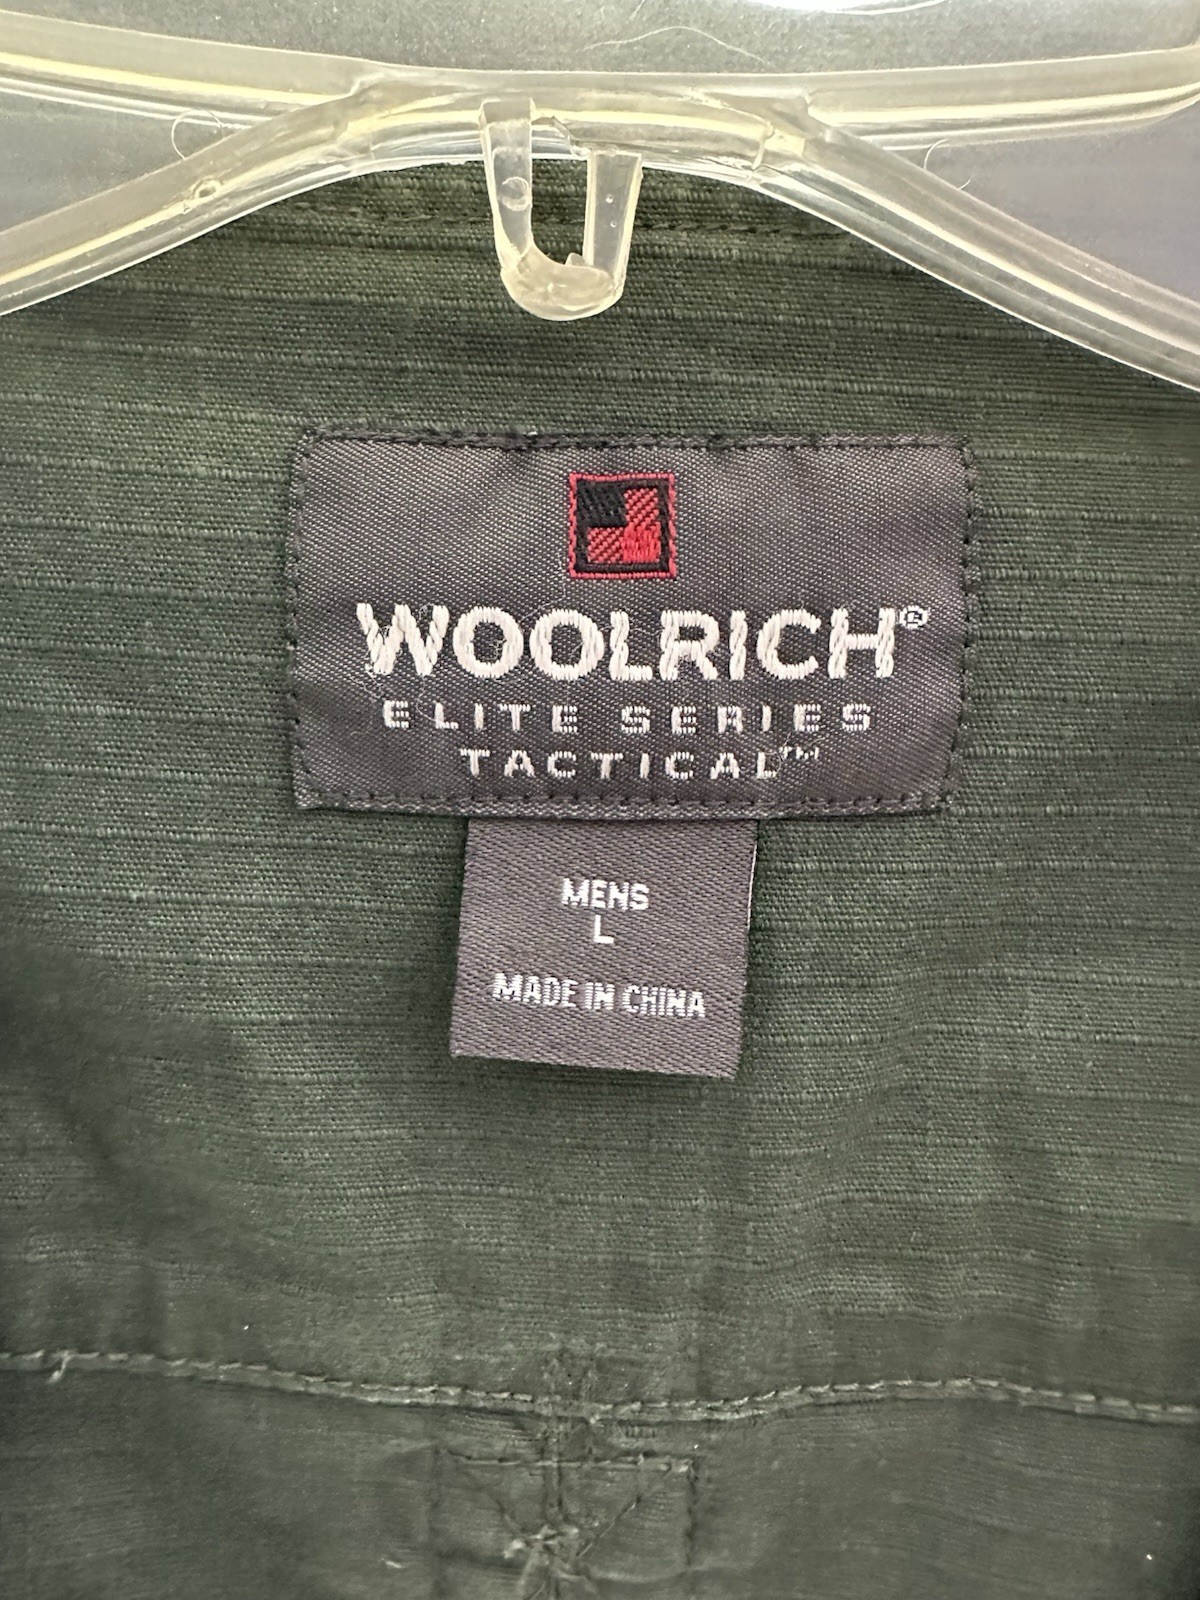 WOOLRICH®
ELITE SERIES
TACTICAL™
MENS
L
MADE IN CHINA